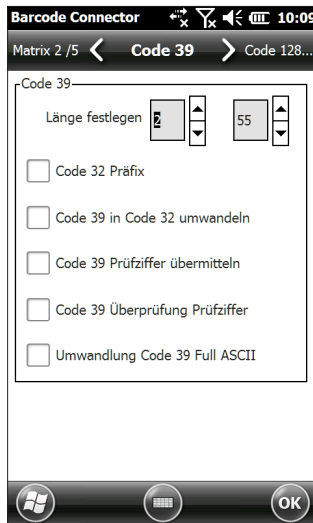 Barcode Connector 10:09
Matrix 2 /5 Code 39 Code 128...
Code 39
Länge festlegen 2 55
Code 32 Präfix
Code 39 in Code 32 umwandeln
Code 39 Prüfziffer übermitteln
Code 39 Überprüfung Prüfziffer
Umwandlung Code 39 Full ASCII
OK